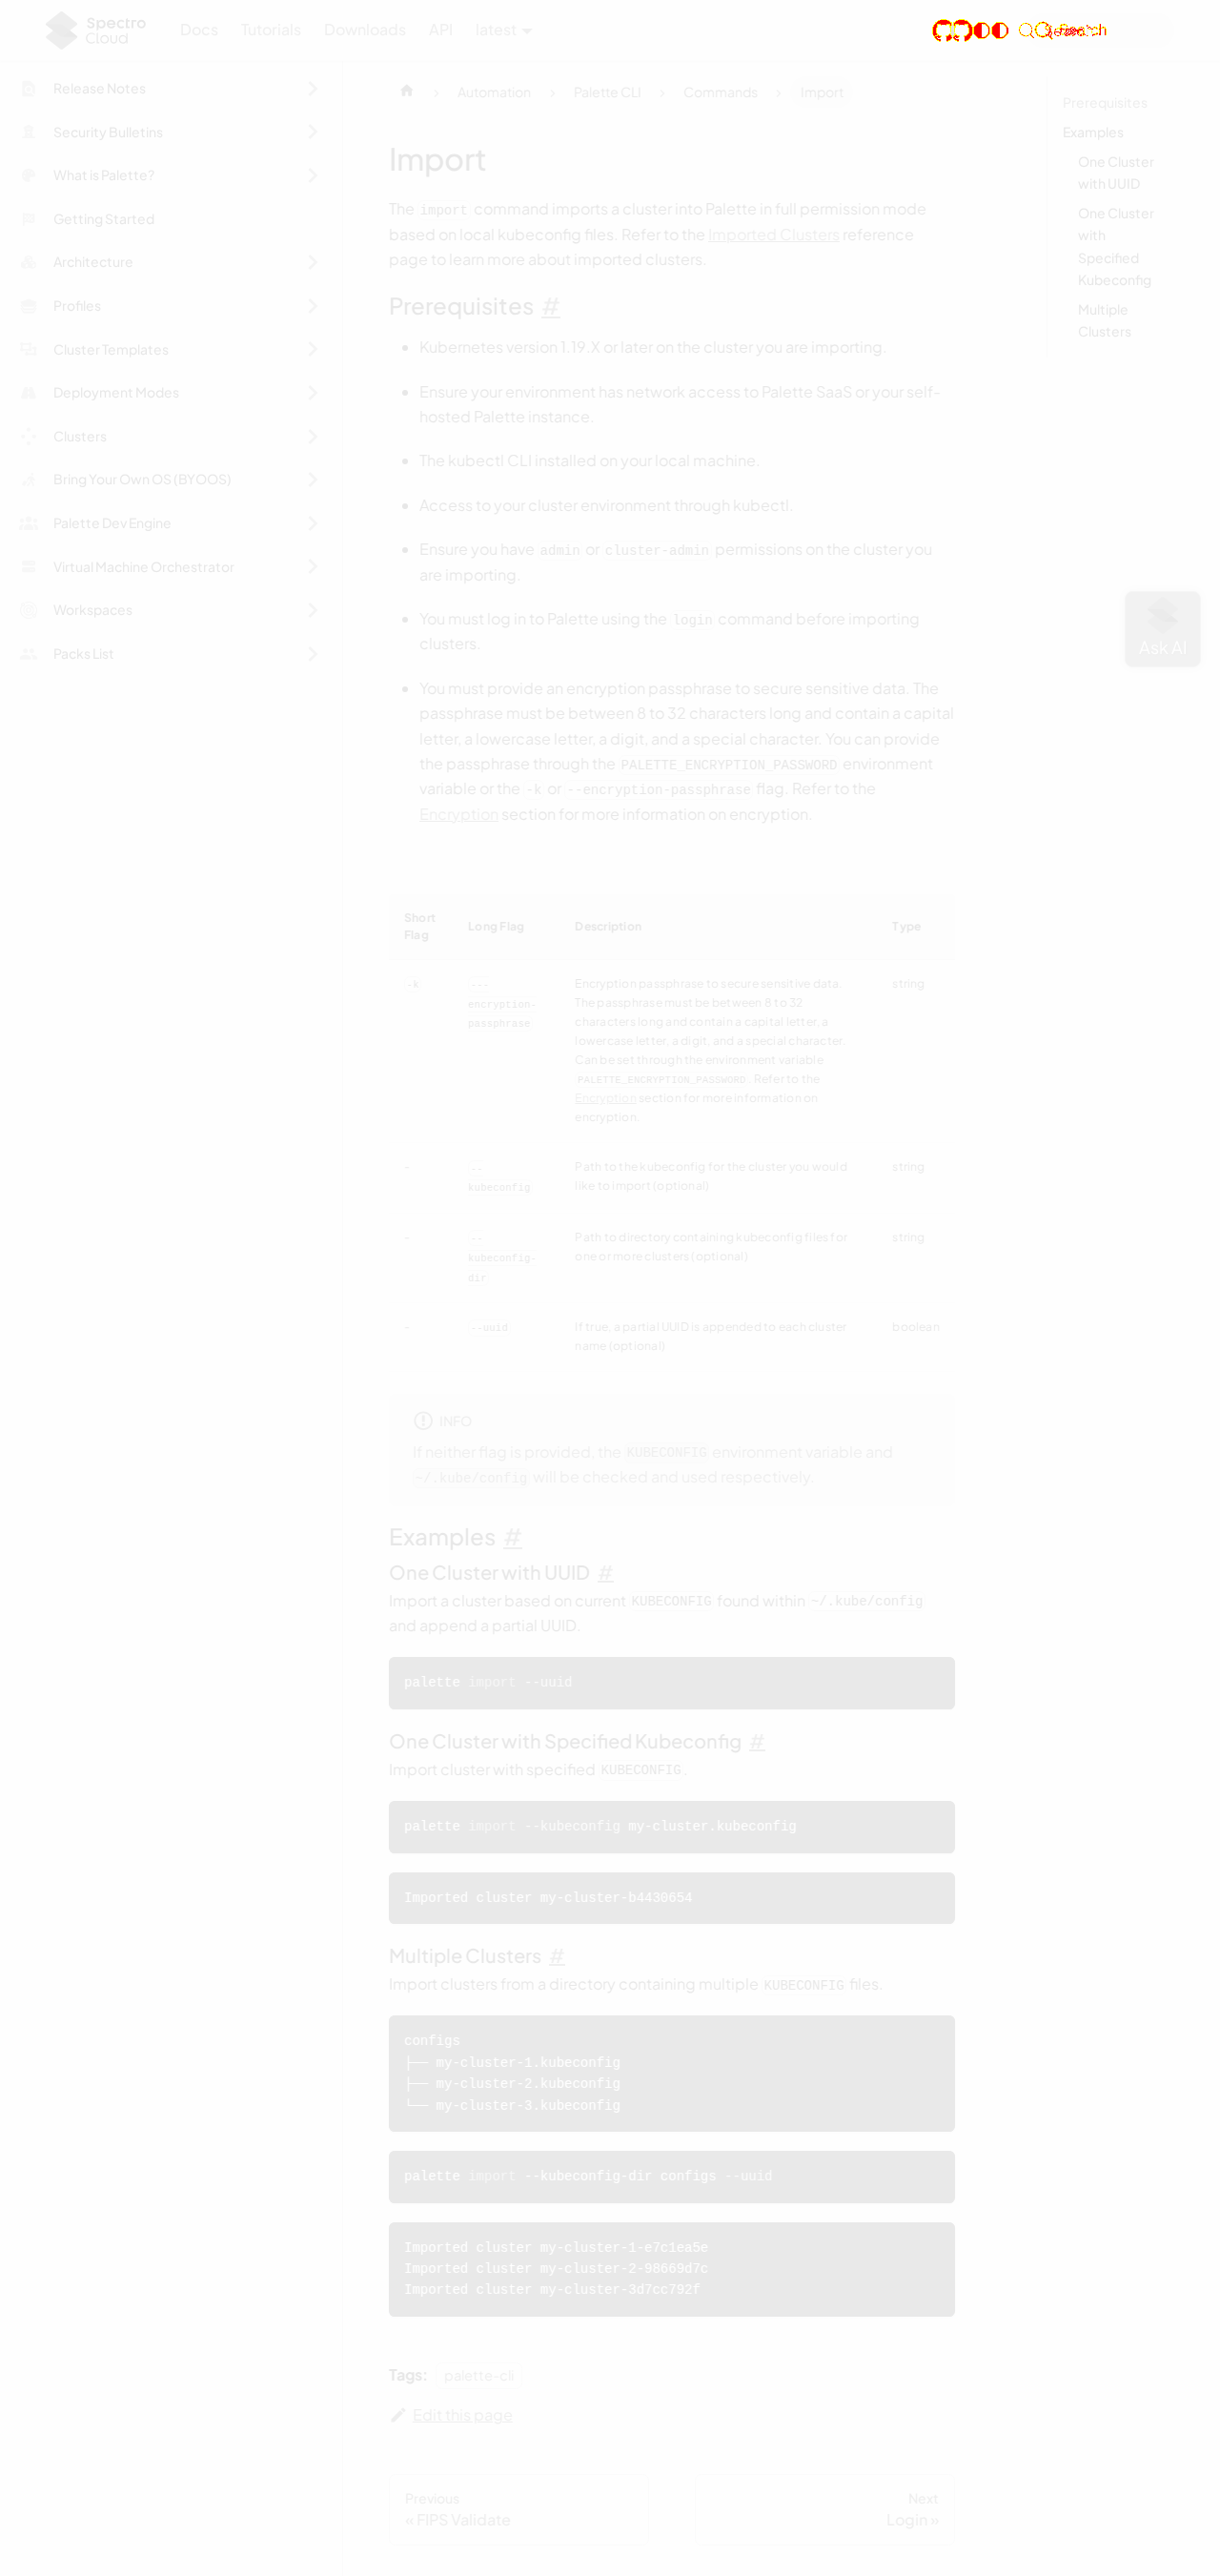 Spectro
Cloud
Docs Tutorials Downloads API latest
Release Notes
Security Bulletins
What is Palette?
Getting Started
Architecture
Profiles
Cluster Templates
Deployment Modes
Clusters
Bring Your Own OS (BYOOS)
Palette Dev Engine
Virtual Machine Orchestrator
Workspaces
Packs List
Automation > Palette CLI > Commands > Import
Import
The import command imports a cluster into Palette in full permission mode
based on local kubeconfig files. Refer to the Imported Clusters reference
page to learn more about imported clusters.
Prerequisites #
Kubernetes version 1.19.X or later on the cluster you are importing.
Ensure your environment has network access to Palette SaaS or your self-
hosted Palette instance.
The kubectl CLI installed on your local machine.
Access to your cluster environment through kubectl.
Ensure you have admin or cluster-admin permissions on the cluster you
are importing.
You must log in to Palette using the login command before importing
clusters.
You must provide an encryption passphrase to secure sensitive data. The
passphrase must be between 8 to 32 characters long and contain a capital
letter, a lowercase letter, a digit, and a special character. You can provide
the passphrase through the PALETTE_ENCRYPTION_PASSWORD environment
variable or the -k or --encryption-passphrase flag. Refer to the
Encryption section for more information on encryption.
Short
Flag
Long Flag
Description
Type
-k
---
encryption-
passphrase
Encryption passphrase to secure sensitive data.
The passphrase must be between 8 to 32
characters long and contain a capital letter, a
lowercase letter, a digit, and a special character.
Can be set through the environment variable
PALETTE_ENCRYPTION_PASSWORD . Refer to the
Encryption section for more information on
encryption.
string
-
--
kubeconfig
Path to the kubeconfig for the cluster you would
like to import (optional)
string
-
--
kubeconfig-
dir
Path to directory containing kubeconfig files for
one or more clusters (optional)
string
-
--uuid
If true, a partial UUID is appended to each cluster
name (optional)
boolean
INFO
If neither flag is provided, the KUBECONFIG environment variable and
~/.kube/config will be checked and used respectively.
Examples #
One Cluster with UUID #
Import a cluster based on current KUBECONFIG found within ~/.kube/config
and append a partial UUID.
palette import --uuid
One Cluster with Specified Kubeconfig #
Import cluster with specified KUBECONFIG .
palette import --kubeconfig my-cluster.kubeconfig
Imported cluster my-cluster-b4430654
Multiple Clusters #
Import clusters from a directory containing multiple KUBECONFIG files.
configs
├── my-cluster-1.kubeconfig
├── my-cluster-2.kubeconfig
└── my-cluster-3.kubeconfig
palette import --kubeconfig-dir configs --uuid
Imported cluster my-cluster-1-e7c1ea5e
Imported cluster my-cluster-2-98669d7c
Imported cluster my-cluster-3d7cc792f
Tags: palette-cli
Edit this page
Previous
« FIPS Validate
Next
Login »
Prerequisites
Examples
One Cluster
with UUID
One Cluster
with
Specified
Kubeconfig
Multiple
Clusters
Ask AI